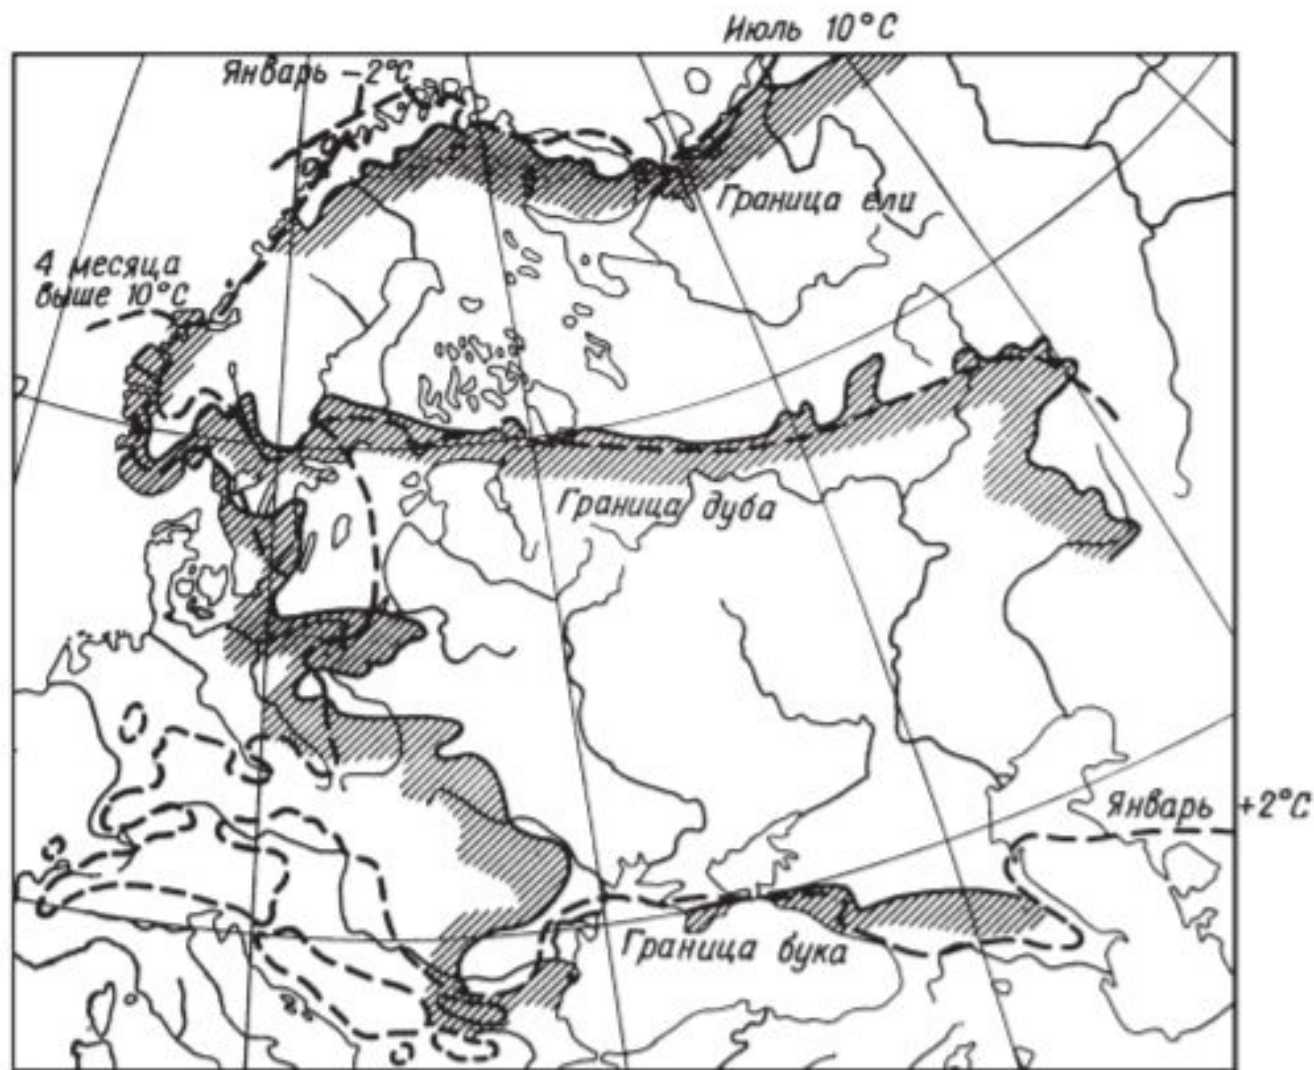 Июль 10°С
Январь -2°С
Граница ели
4 месяца
выше 10°С
Граница дуба
Январь +2°С
Граница бука